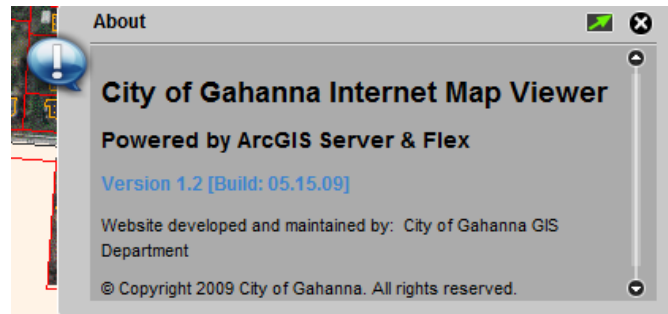 About
City of Gahanna Internet Map Viewer
Powered by ArcGIS Server & Flex
Version 1.2 [Build: 05.15.09]
Website developed and maintained by: City of Gahanna GIS
Department
© Copyright 2009 City of Gahanna. All rights reserved.